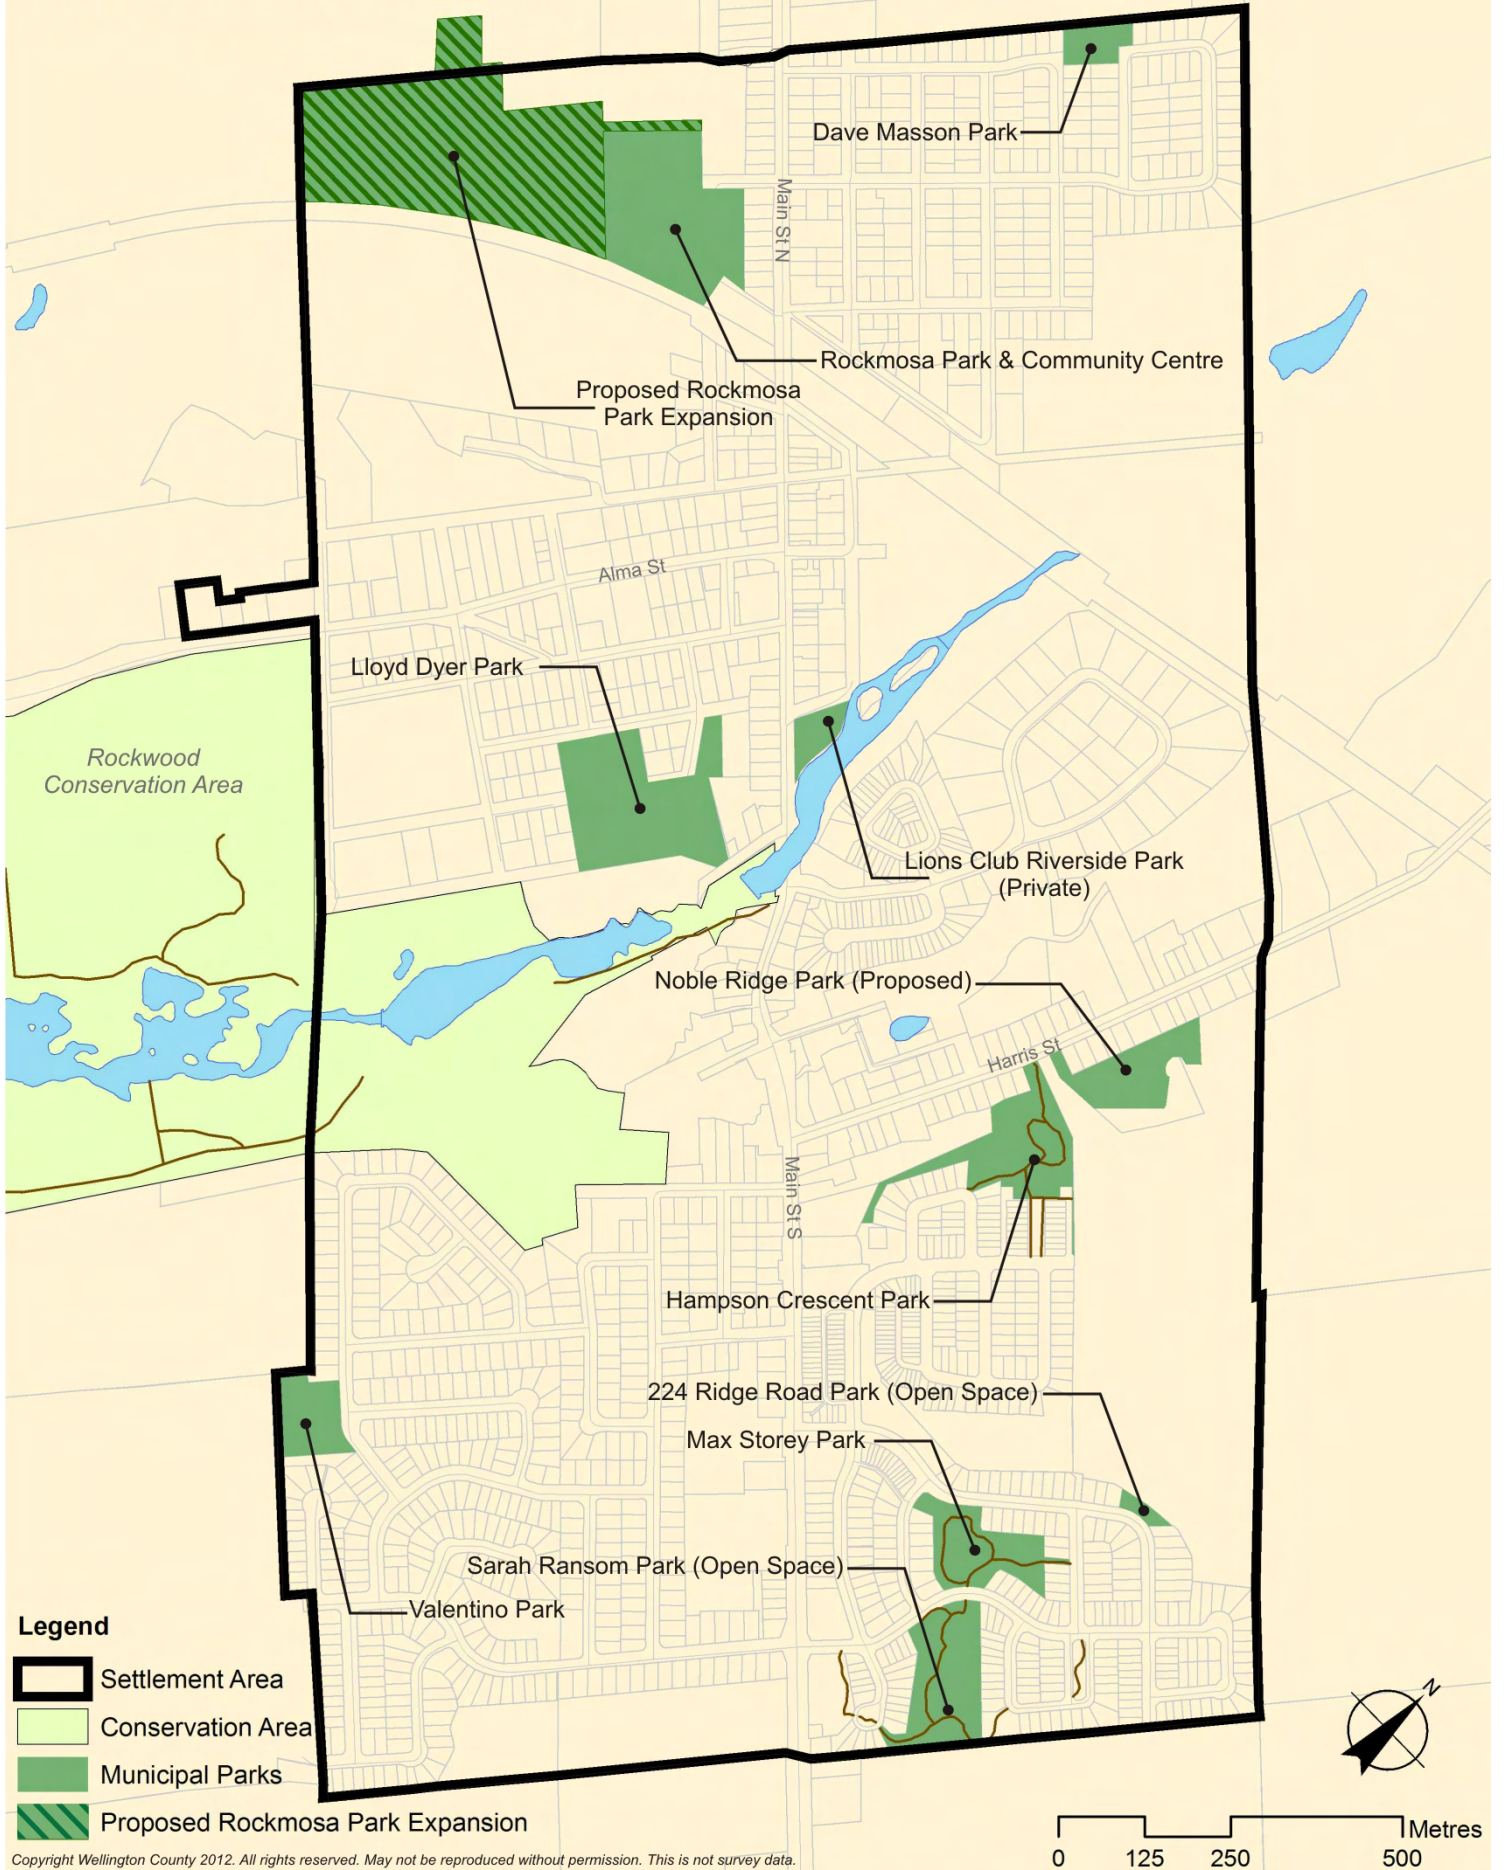 Dave Masson Park
Main St N
Rockmosa Park & Community Centre
Proposed Rockmosa
Park Expansion
Alma St
Lloyd Dyer Park
Rockwood
Conservation Area
Lions Club Riverside Park
(Private)
Noble Ridge Park (Proposed)
Harris St
Main St S
Hampson Crescent Park
224 Ridge Road Park (Open Space)
Max Storey Park
Sarah Ransom Park (Open Space)
Valentino Park
Legend
Settlement Area
Conservation Area
Municipal Parks
Proposed Rockmosa Park Expansion
N
Metres
0 125 250 500
Copyright Wellington County 2012. All rights reserved. May not be reproduced without permission. This is not survey data.